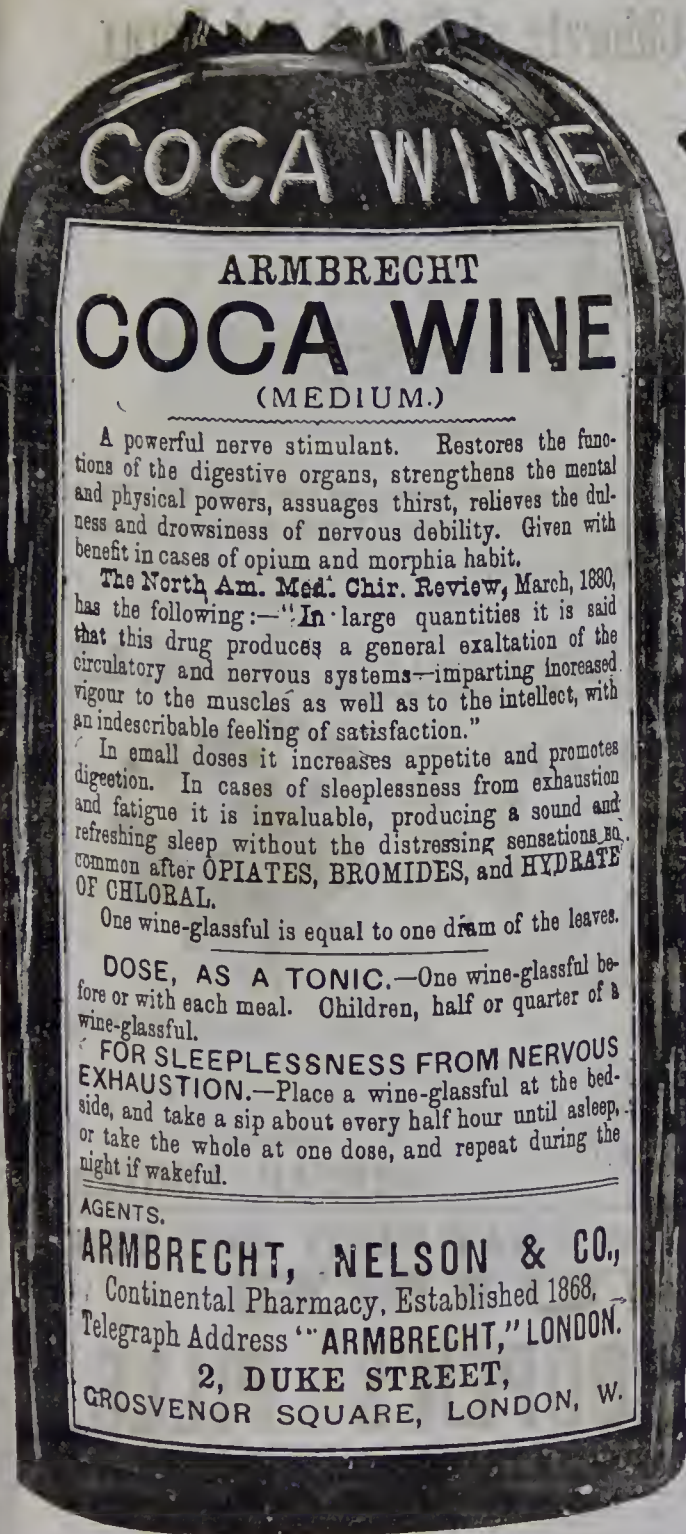 COCA WINE
ARMBRECHT
COCA WINE
(MEDIUM.)
A powerful nerve stimulant. Restores the func-
tions of the digestive organs, strengthens the mental
and physical powers, assuages thirst, relieves the dul-
ness and drowsiness of nervous debility. Given with
benefit in cases of opium and morphia habit.
The North Am. Med. Chir. Review, March, 1880,
has the following:—"In large quantities it is said
that this drug produces a general exaltation of the
circulatory and nervous systems—imparting increased
vigour to the muscles as well as to the intellect, with
an indescribable feeling of satisfaction."
In small doses it increases appetite and promotes
digestion. In cases of sleeplessness from exhaustion
and fatigue it is invaluable, producing a sound and
refreshing sleep without the distressing sensations so
common after OPIATES, BROMIDES, and HYDRATE
OF CHLORAL.
One wine-glassful is equal to one dram of the leaves.
DOSE, AS A TONIC.—One wine-glassful be-
fore or with each meal. Children, half or quarter of a
wine-glassful.
FOR SLEEPLESSNESS FROM NERVOUS
EXHAUSTION.—Place a wine-glassful at the bed-
side, and take a sip about every half hour until asleep,
or take the whole at one dose, and repeat during the
night if wakeful.
AGENTS.
ARMBRECHT, NELSON & CO.,
Continental Pharmacy, Established 1868,
Telegraph Address "ARMBRECHT," LONDON.
2, DUKE STREET,
GROSVENOR SQUARE, LONDON, W.